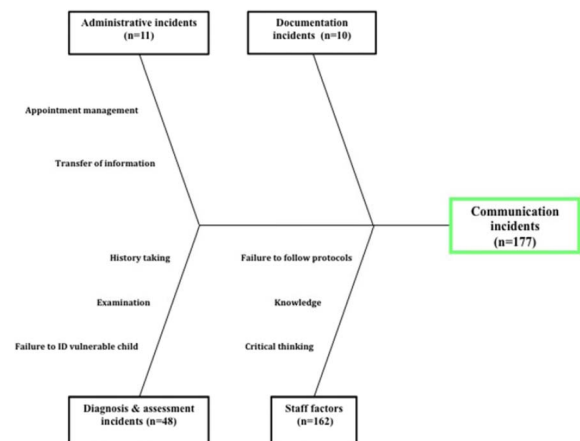 Administrative incidents
(n=11)
Documentation
incidents (n=10)
Appointment management
Transfer of information
Communication
incidents
(n=177)
History taking
Failure to follow protocols
Examination
Knowledge
Failure to ID vulnerable child
Critical thinking
Diagnosis & assessment
incidents (n=48)
Staff factors
(n=162)